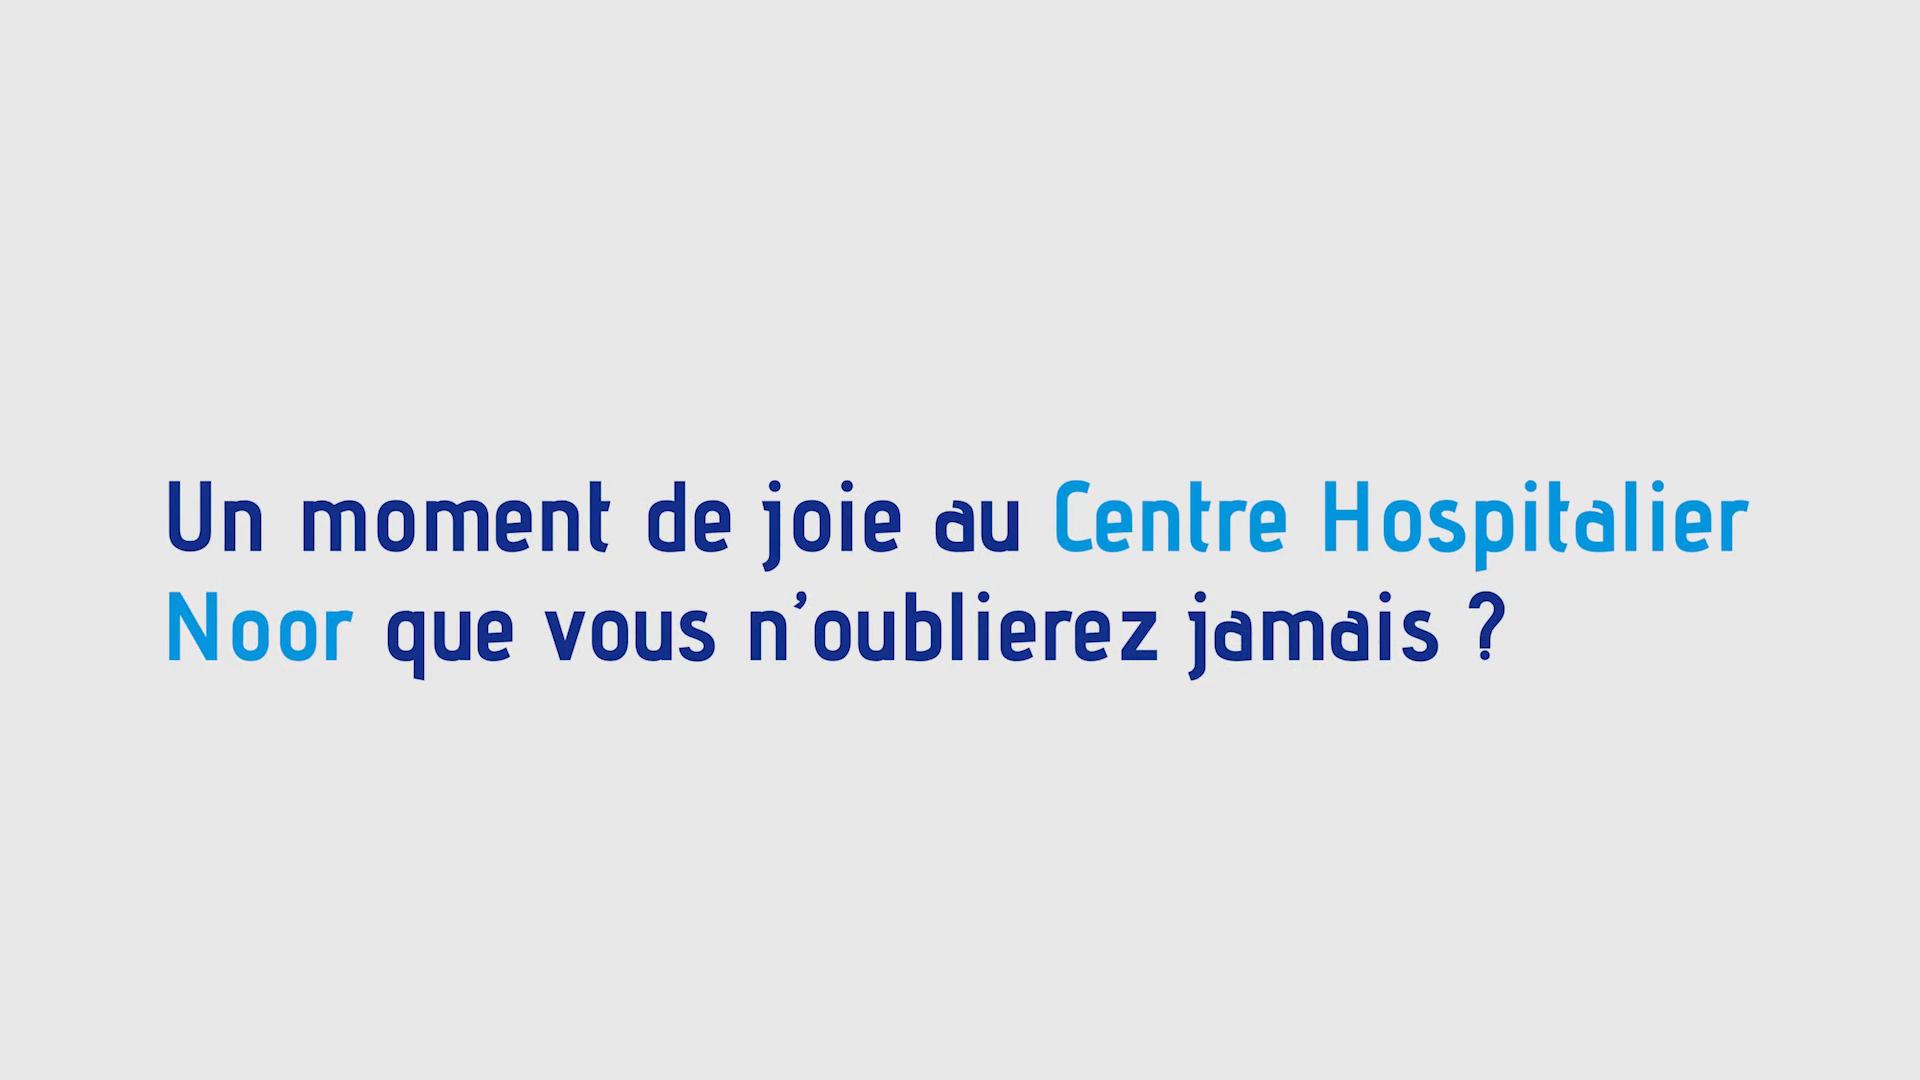 Un moment de joie au Centre Hospitalier
Noor que vous n’oublierez jamais ?